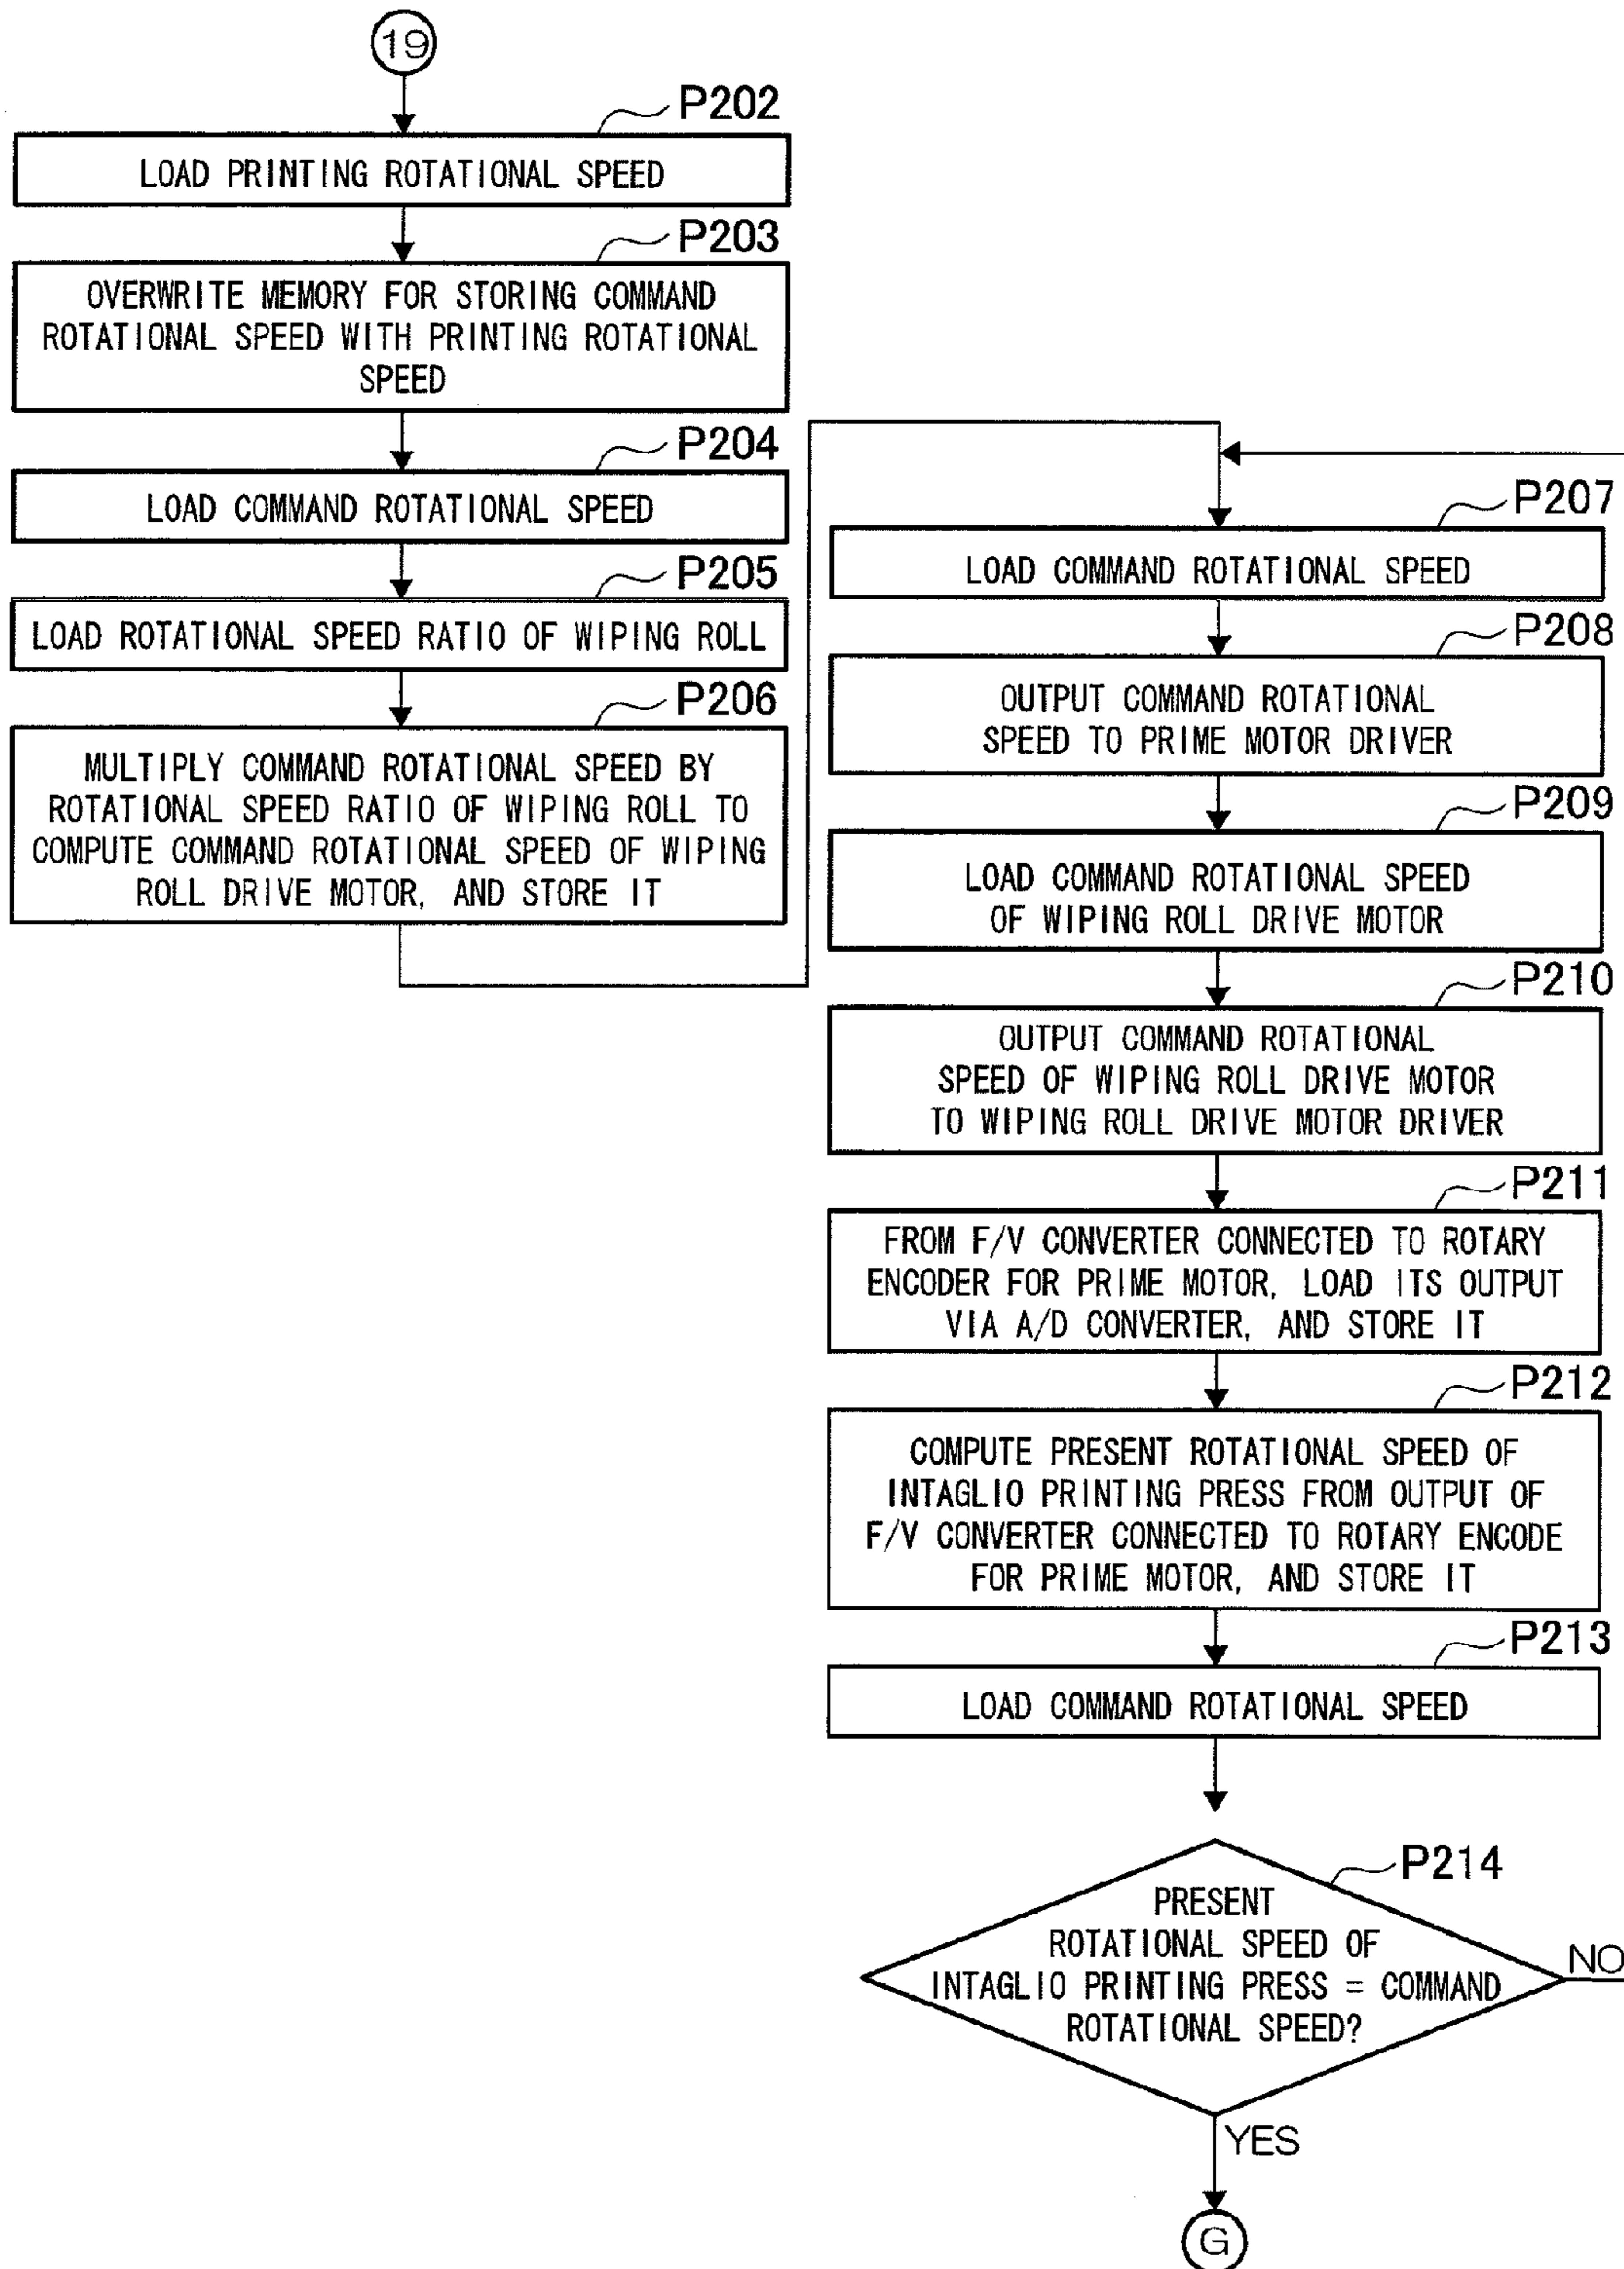 19
P202
LOAD PRINTING ROTATIONAL SPEED
P203
OVERWRITE MEMORY FOR STORING COMMAND
ROTATIONAL SPEED WITH PRINTING ROTATIONAL
SPEED
P204
LOAD COMMAND ROTATIONAL SPEED
P205
LOAD ROTATIONAL SPEED RATIO OF WIPING ROLL
P206
MULTIPLY COMMAND ROTATIONAL SPEED BY
ROTATIONAL SPEED RATIO OF WIPING ROLL TO
COMPUTE COMMAND ROTATIONAL SPEED OF WIPING
ROLL DRIVE MOTOR, AND STORE IT
P207
LOAD COMMAND ROTATIONAL SPEED
P208
OUTPUT COMMAND ROTATIONAL
SPEED TO PRIME MOTOR DRIVER
P209
LOAD COMMAND ROTATIONAL SPEED
OF WIPING ROLL DRIVE MOTOR
P210
OUTPUT COMMAND ROTATIONAL
SPEED OF WIPING ROLL DRIVE MOTOR
TO WIPING ROLL DRIVE MOTOR DRIVER
P211
FROM F/V CONVERTER CONNECTED TO ROTARY
ENCODER FOR PRIME MOTOR, LOAD ITS OUTPUT
VIA A/D CONVERTER, AND STORE IT
P212
COMPUTE PRESENT ROTATIONAL SPEED OF
INTAGLIO PRINTING PRESS FROM OUTPUT OF
F/V CONVERTER CONNECTED TO ROTARY ENCODE
FOR PRIME MOTOR, AND STORE IT
P213
LOAD COMMAND ROTATIONAL SPEED
P214
PRESENT
ROTATIONAL SPEED OF
INTAGLIO PRINTING PRESS = COMMAND
ROTATIONAL SPEED?
NO
YES
G